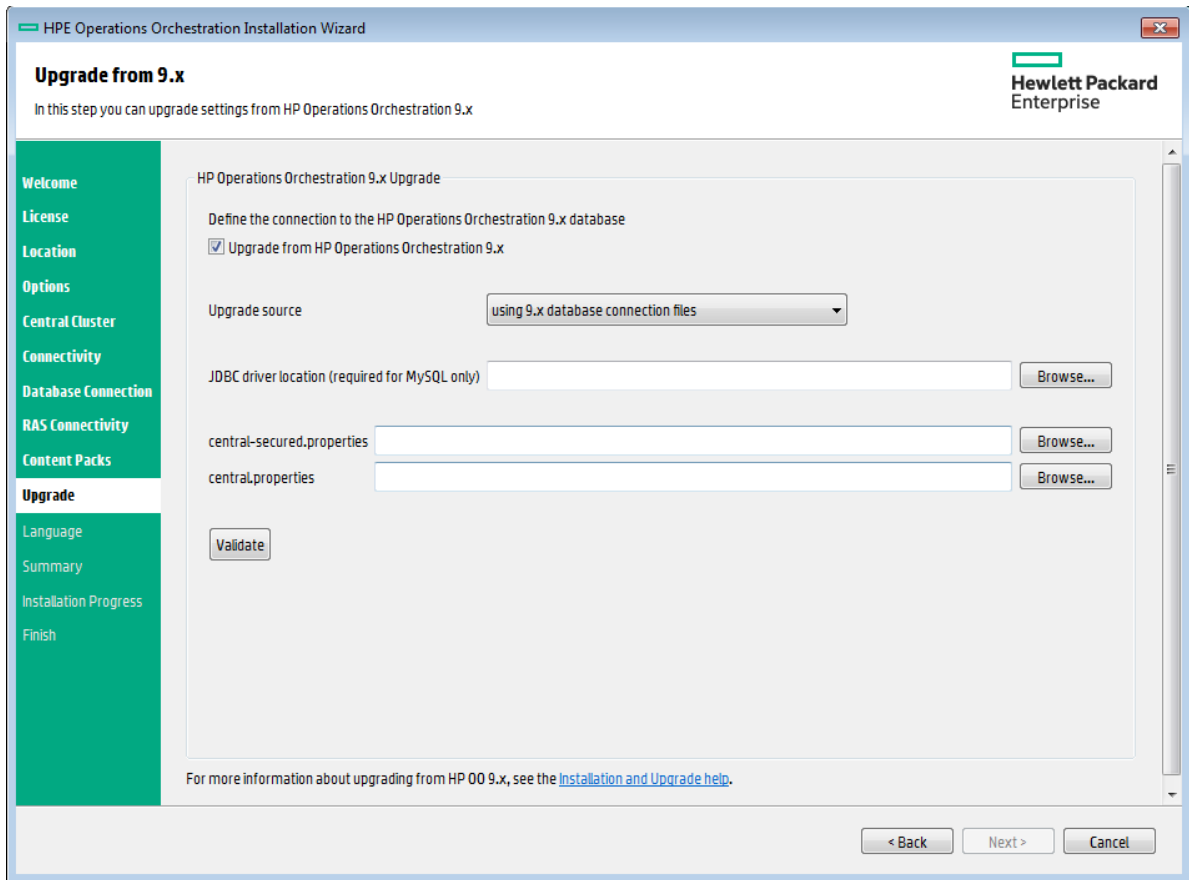 HPE Operations Orchestration Installation Wizard
Upgrade from 9.x
In this step you can upgrade settings from HP Operations Orchestration 9.x
Hewlett Packard
Enterprise
Welcome
License
Location
Options
Central Cluster
Connectivity
Database Connection
RAS Connectivity
Content Packs
Upgrade
Language
Summary
Installation Progress
Finish
HP Operations Orchestration 9.x Upgrade
Define the connection to the HP Operations Orchestration 9.x database
Upgrade from HP Operations Orchestration 9.x
Upgrade source using 9.x database connection files
JDBC driver location (required for MySQL only) Browse...
central-secured.properties Browse...
central.properties Browse...
Validate
For more information about upgrading from HP OO 9.x, see the Installation and Upgrade help.
< Back Next > Cancel